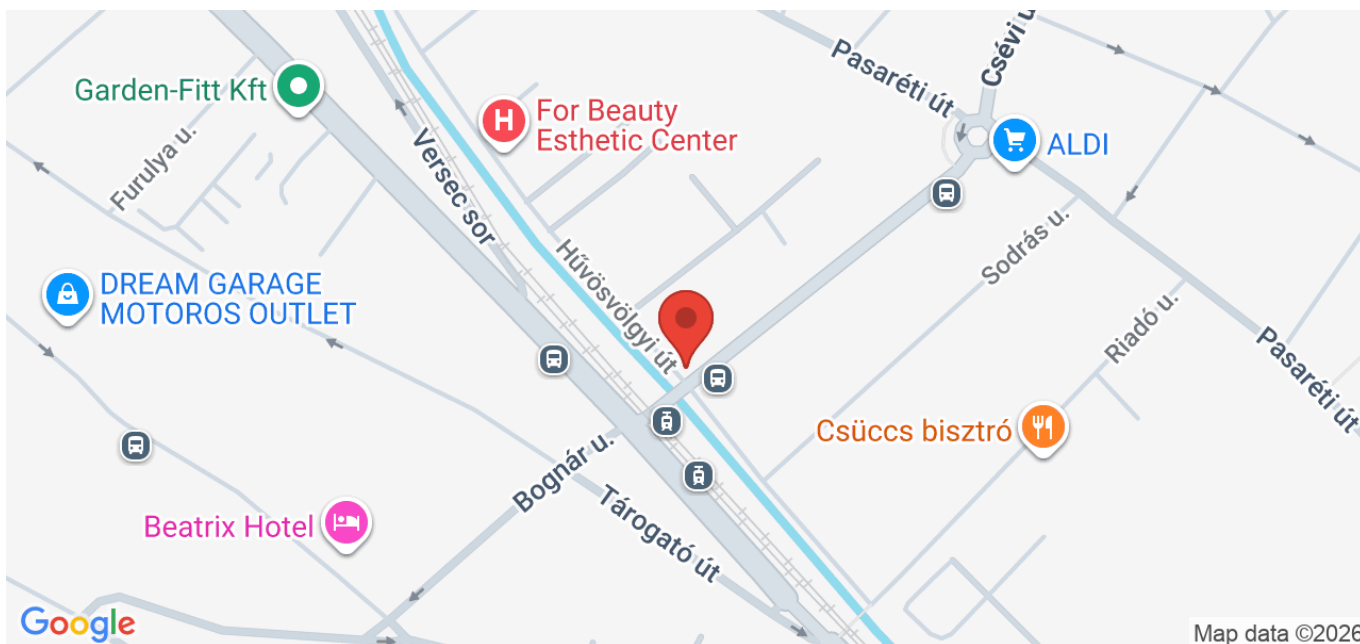 Pasaréti út
Csévi u
Garden-Fitt Kft
For Beauty
Esthetic Center
ALDI
Furulya u.
Versec sor
Sodrás u.
Hűvösvölgyi út
DREAM GARAGE
MOTOROS OUTLET
Riadó u.
Pasaréti út
Csüccs bisztró
Bognár u.
Tárogató út
Beatrix Hotel
Google
Map data ©2026